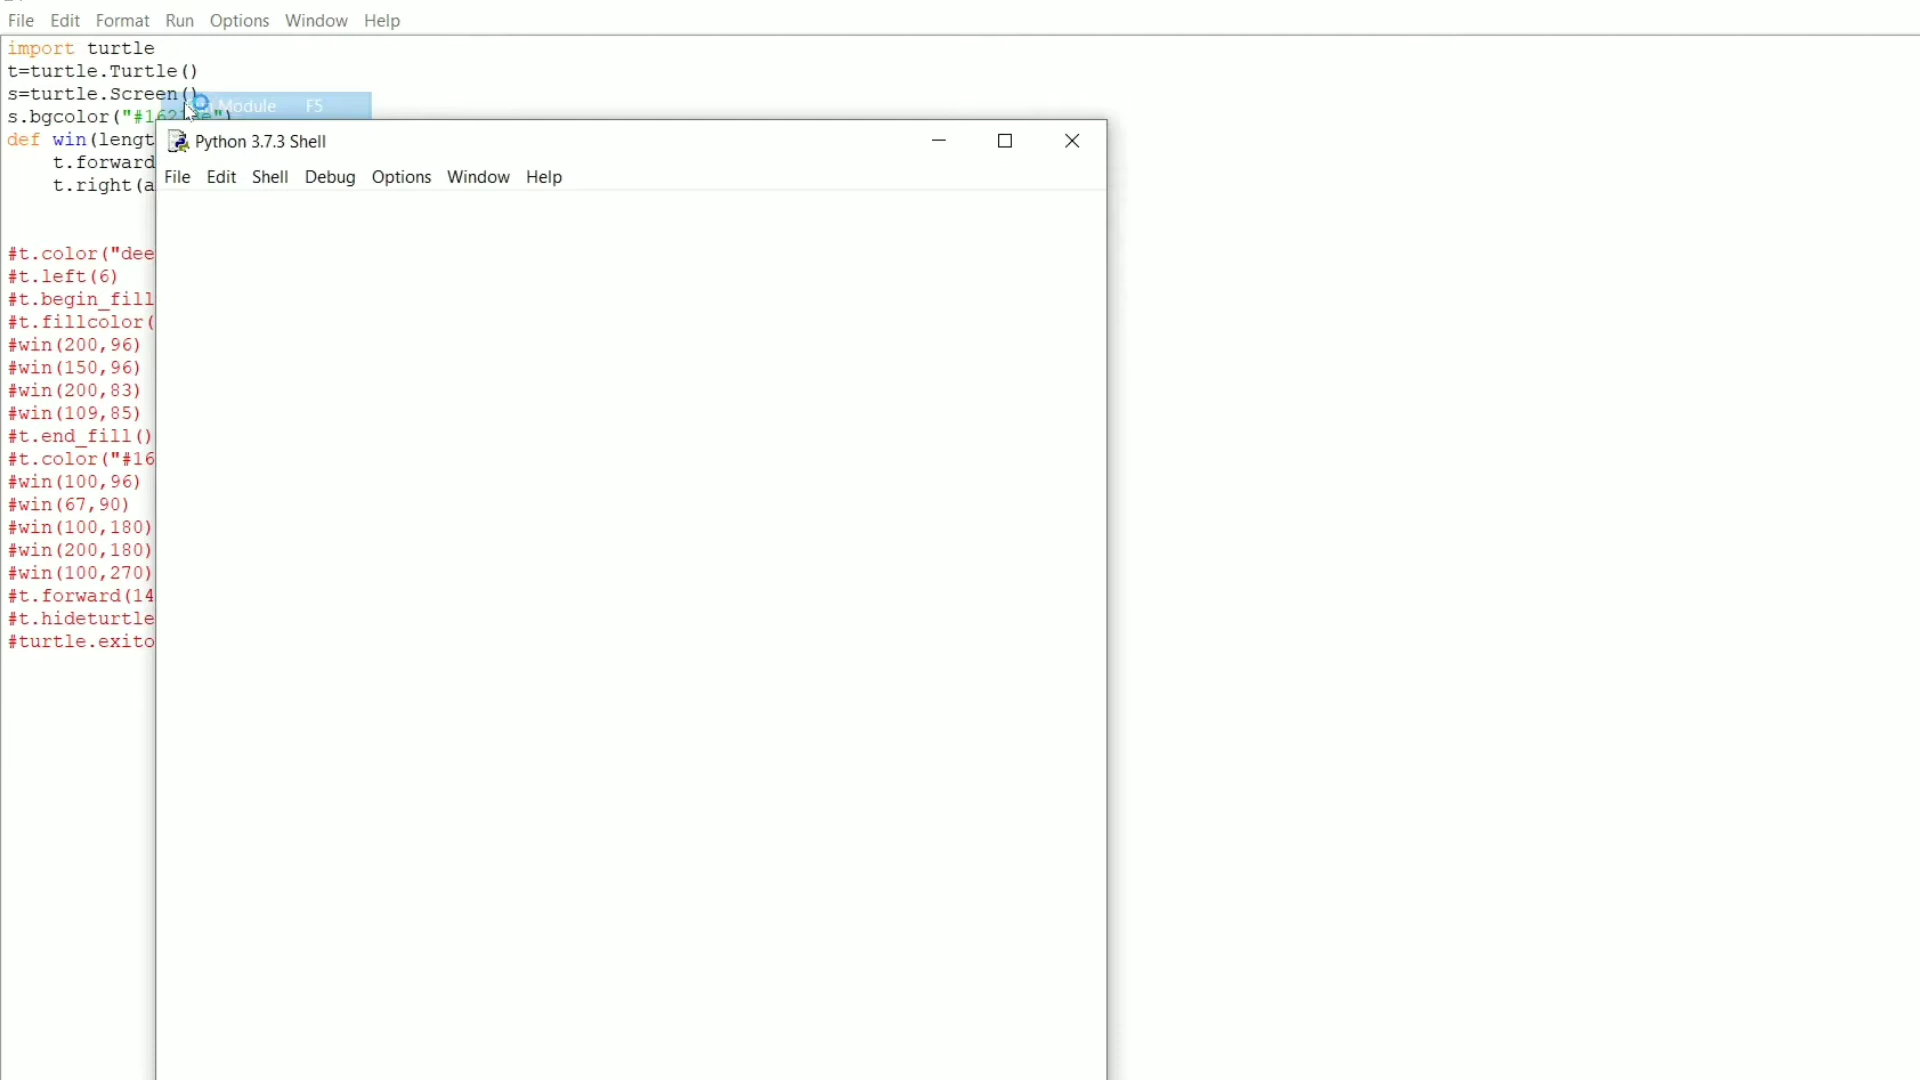 File Edit Format Run Options Window Help
import turtle
t=turtle.Turtle()
s=turtle.Screen()
Module F5
s.bgcolor("#16
def win(lengt
t.forward
t.right(a
Python 3.7.3 Shell
File Edit Shell Debug Options Window Help
#t.color("dee
#t.left(6)
#t.begin_fill
#t.fillcolor(
#win(200,96)
#win(150,96)
#win(200,83)
#win(109,85)
#t.end_fill()
#t.color("#16
#win(100,96)
#win(67,90)
#win(100,180)
#win(200,180)
#win(100,270)
#t.forward(14
#t.hideturtle
#turtle.exito